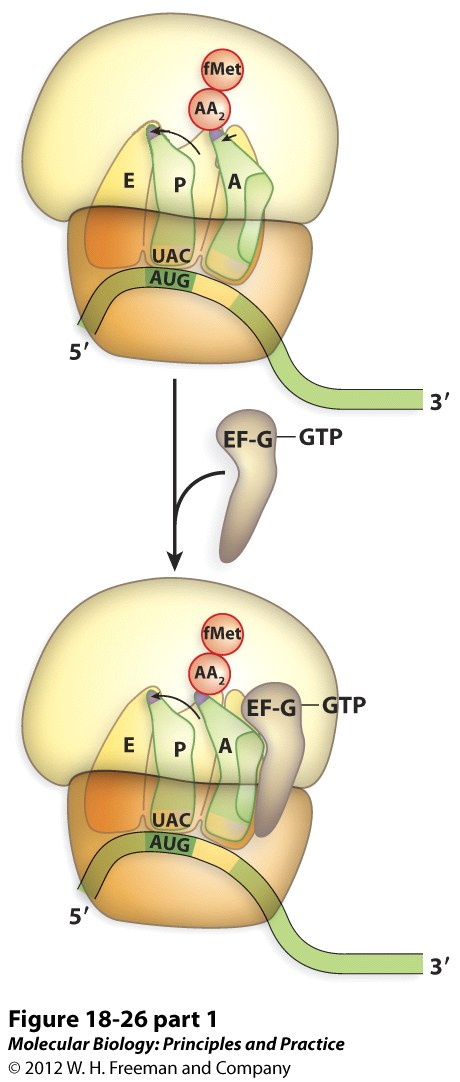 fMet
AA2
E P A
UAC
AUG
5′
3′
EF-G GTP
fMet
AA2
EF-G GTP
E P A
UAC
AUG
5′
3′
Figure 18-26 part 1
Molecular Biology: Principles and Practice
© 2012 W. H. Freeman and Company